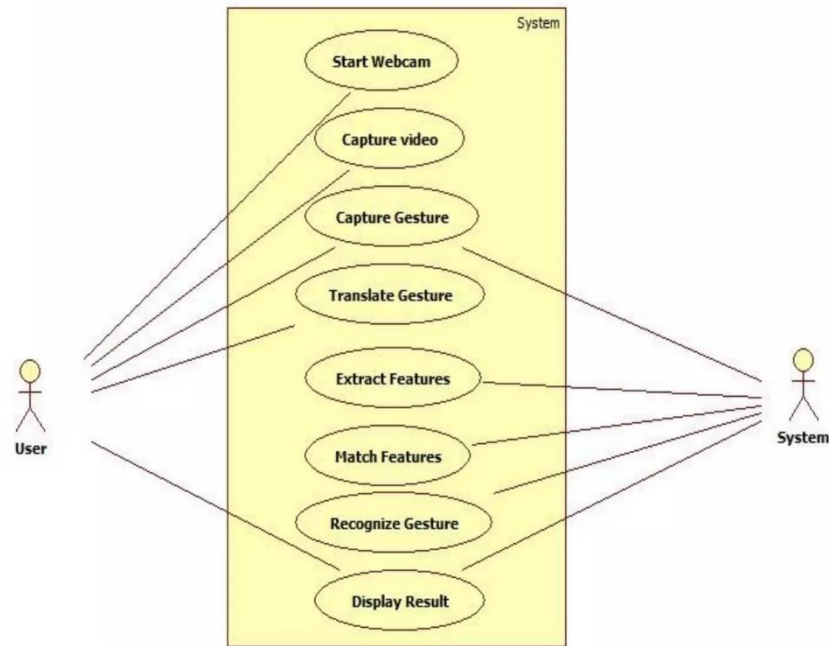 System
Start Webcam
Capture video
Capture Gesture
Translate Gesture
Extract Features
Match Features
Recognize Gesture
Display Result
User
System